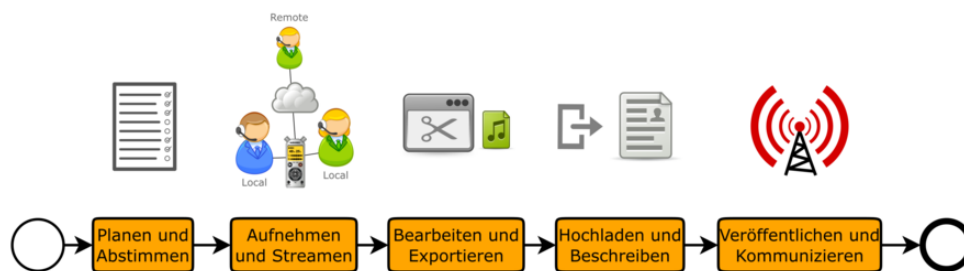 Remote
Local
Local
Planen und
Abstimmen
Aufnehmen
und Streamen
Bearbeiten und
Exportieren
Hochladen und
Beschreiben
Veröffentlichen und
Kommunizieren